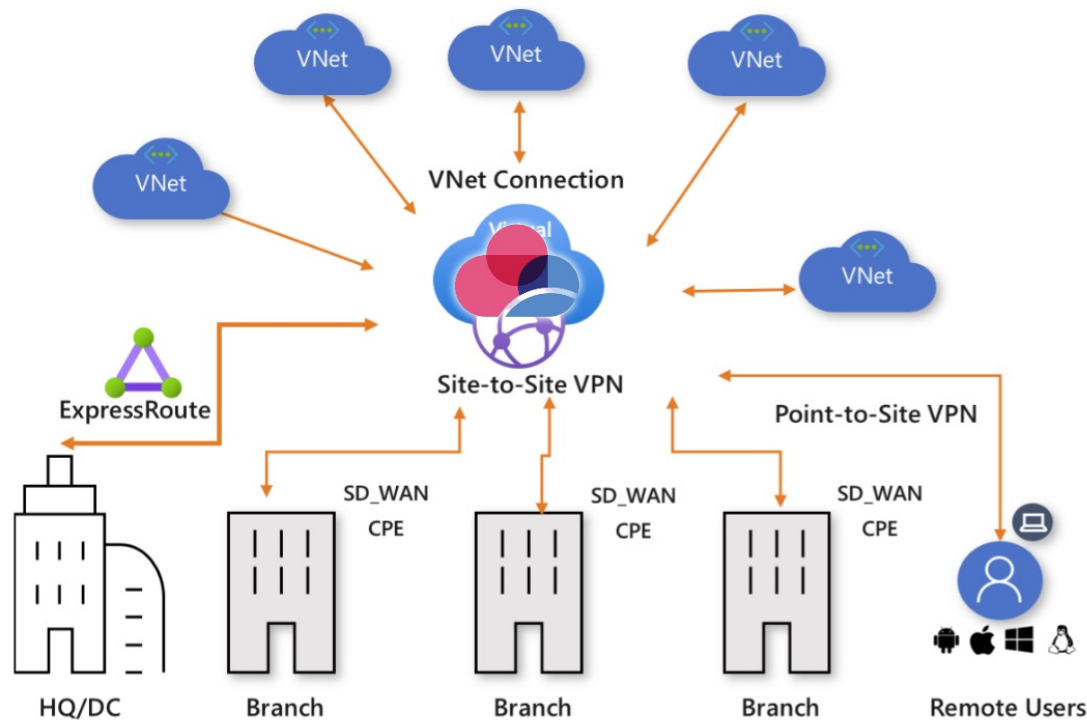 VNet
VNet
VNet
VNet
VNet Connection
VNet
ExpressRoute
Site-to-Site VPN
Point-to-Site VPN
SD_WAN
CPE
SD_WAN
CPE
SD_WAN
CPE
HQ/DC
Branch
Branch
Branch
Remote Users